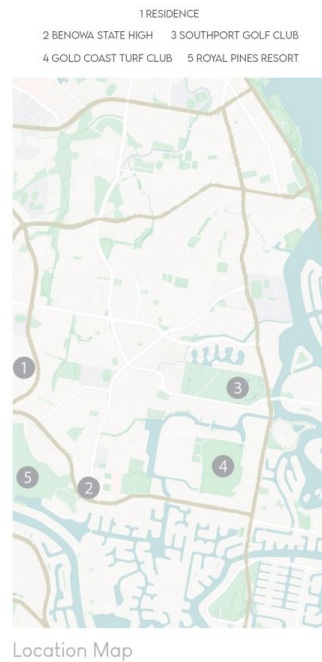 1 RESIDENCE
2 BENOWA STATE HIGH 3 SOUTHPORT GOLF CLUB
4 GOLD COAST TURF CLUB 5 ROYAL PINES RESORT
1
3
4
5
2
Location Map